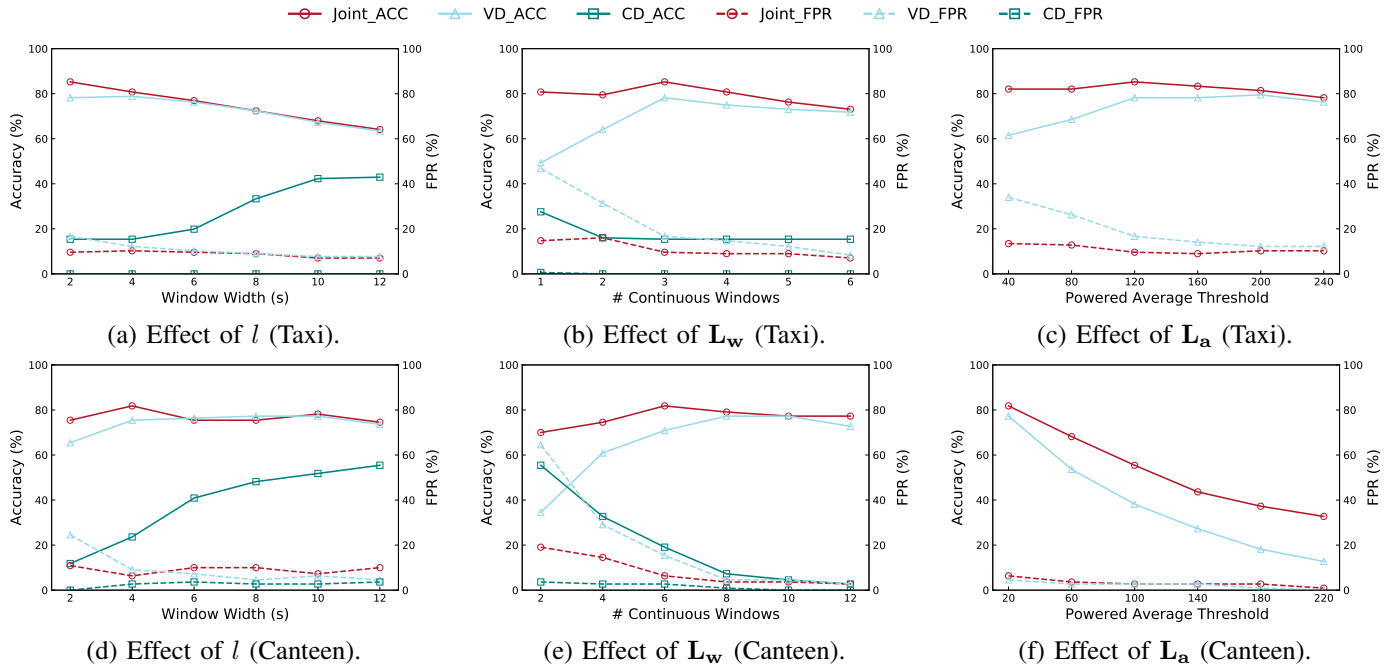 Joint_ACC VD_ACC CD_ACC Joint_FPR VD_FPR CD_FPR
100 80 60 40 20 0
Accuracy (%)
2 4 6 8 10 12
Window Width (s)
100 80 60 40 20 0
FPR (%)
(a) Effect of l (Taxi).
100 80 60 40 20 0
Accuracy (%)
1 2 3 4 5 6
# Continuous Windows
100 80 60 40 20 0
FPR (%)
(b) Effect of L_w (Taxi).
100 80 60 40 20 0
Accuracy (%)
40 80 120 160 200 240
Powered Average Threshold
100 80 60 40 20 0
FPR (%)
(c) Effect of L_a (Taxi).
100 80 60 40 20 0
Accuracy (%)
2 4 6 8 10 12
Window Width (s)
100 80 60 40 20 0
FPR (%)
(d) Effect of l (Canteen).
100 80 60 40 20 0
Accuracy (%)
2 4 6 8 10 12
# Continuous Windows
100 80 60 40 20 0
FPR (%)
(e) Effect of L_w (Canteen).
100 80 60 40 20 0
Accuracy (%)
20 60 100 140 180 220
Powered Average Threshold
100 80 60 40 20 0
FPR (%)
(f) Effect of L_a (Canteen).